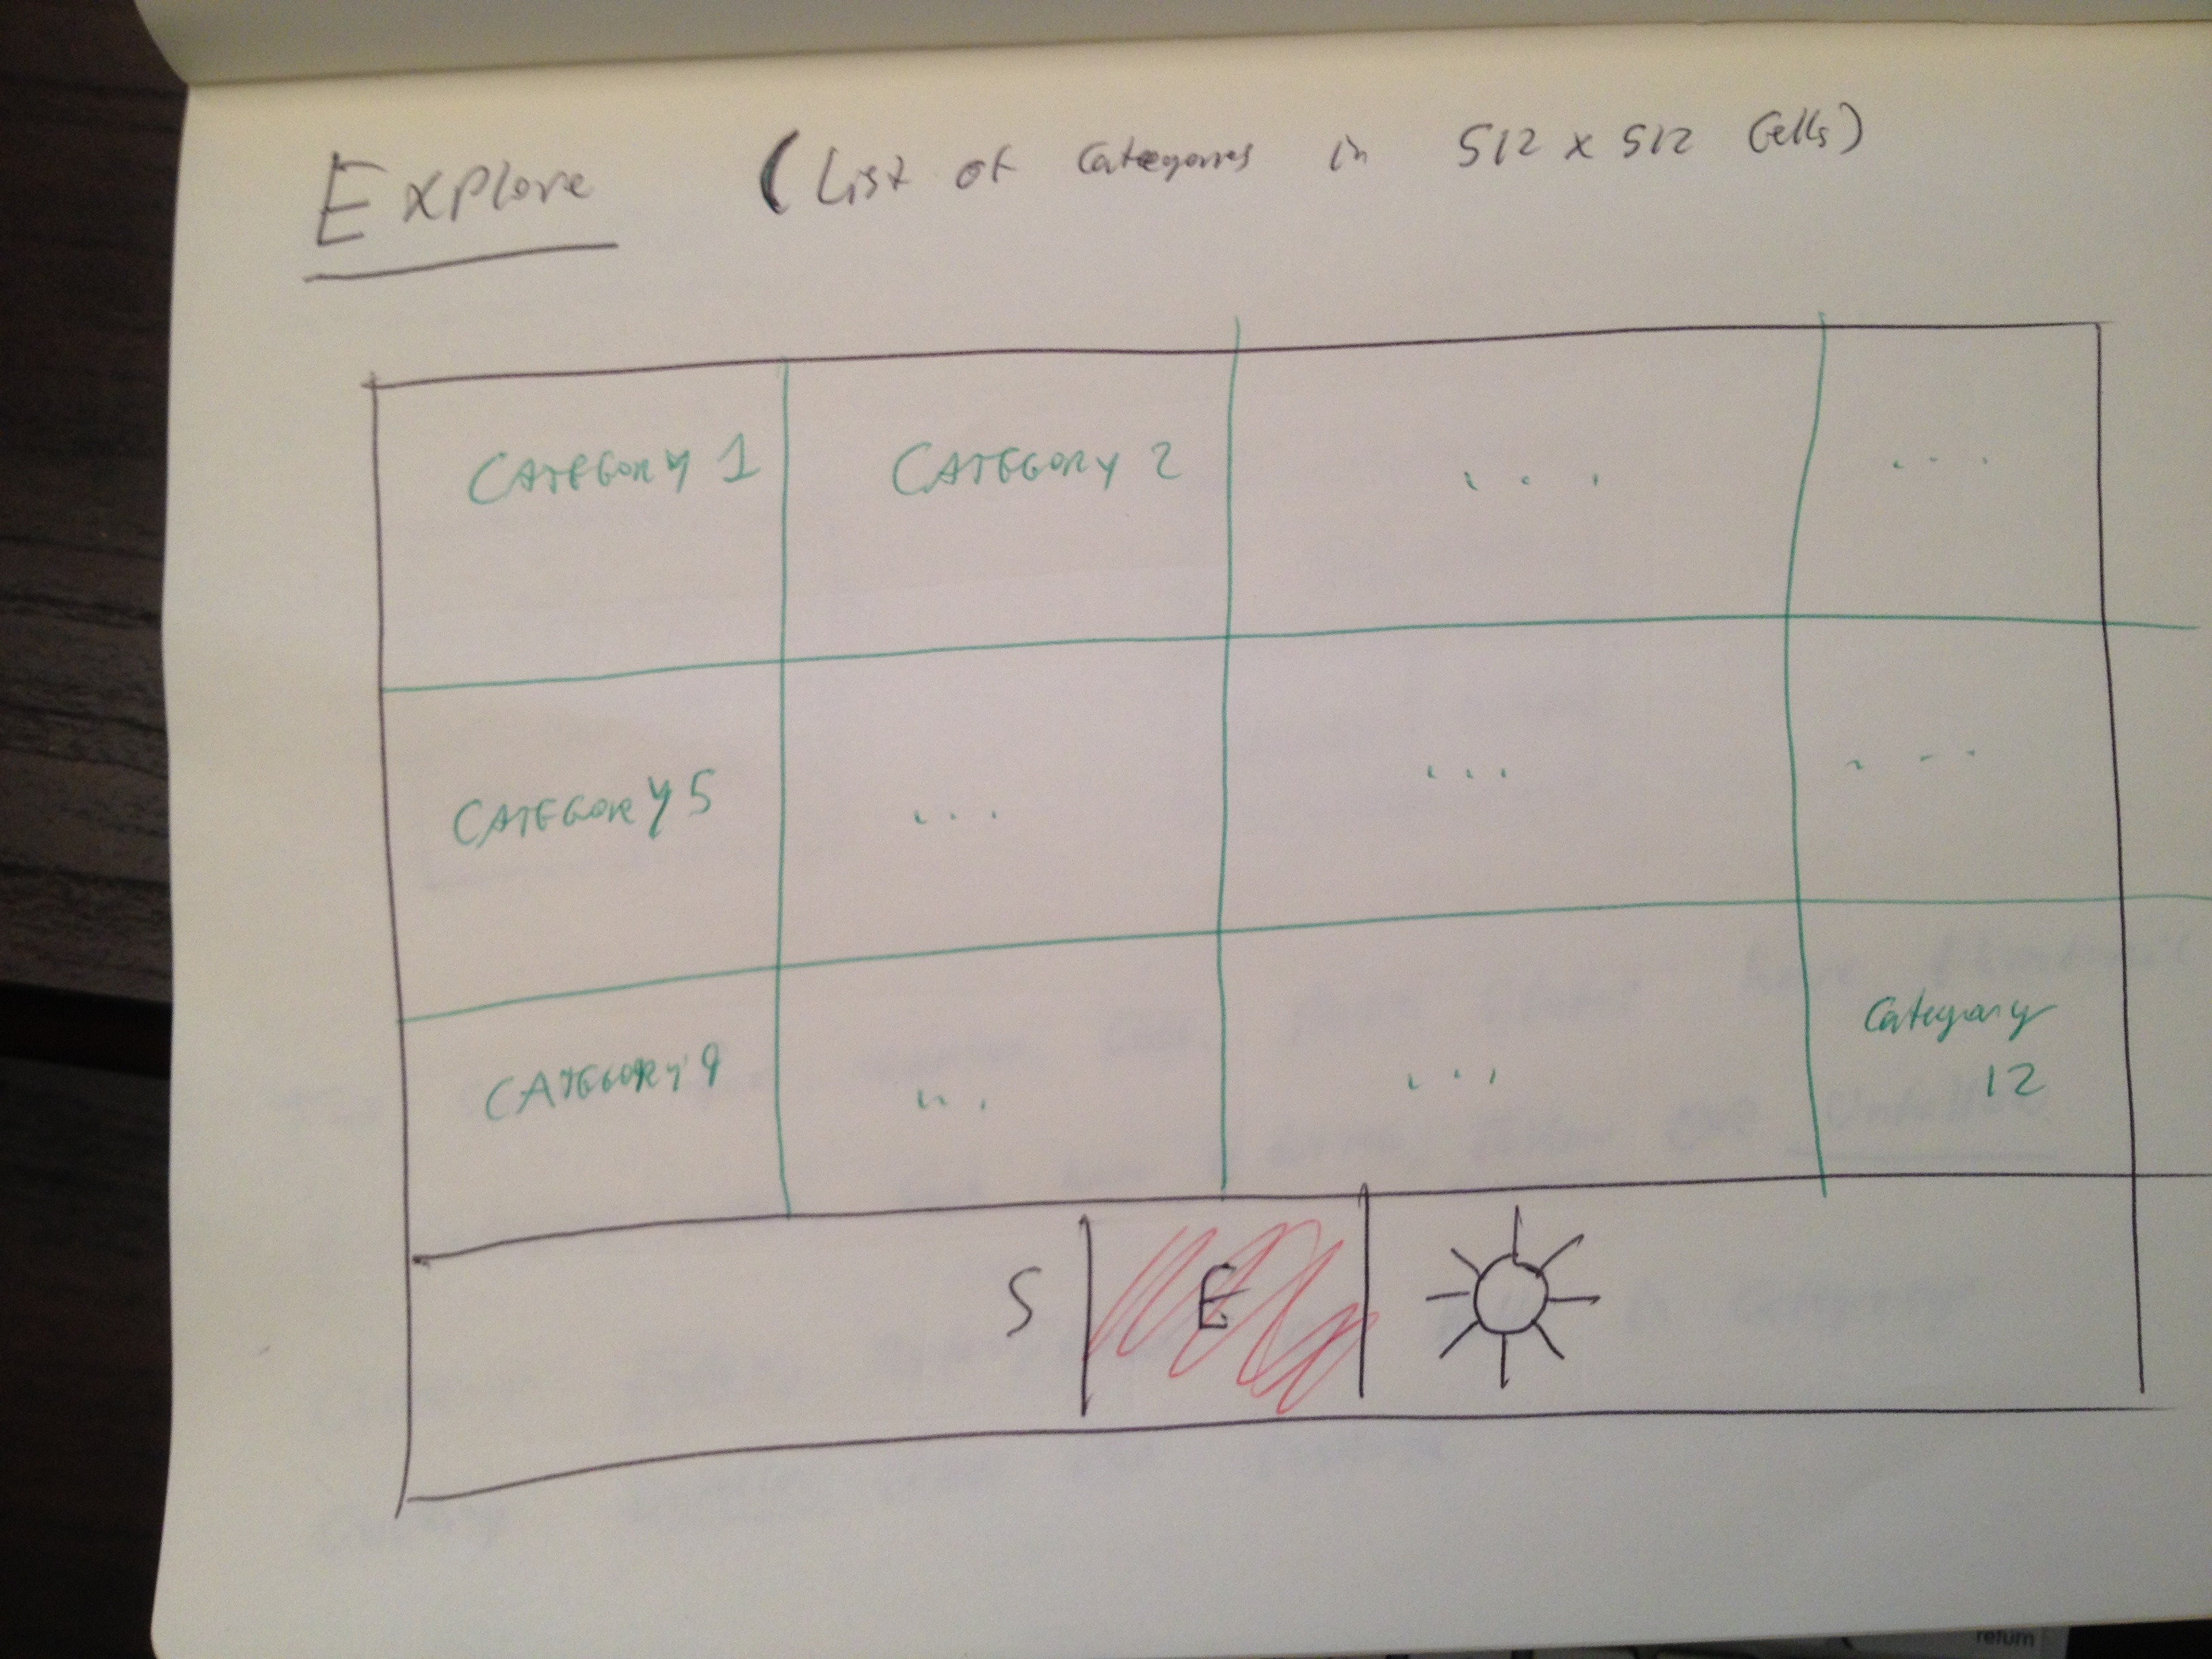 Explore (List of Categories in 512 x 512 Cells)
CATEGORY 1 CATEGORY 2 ... ...
CATEGORY 5 ... ... ...
CATEGORY 9 ... ... Category
12
S E
return